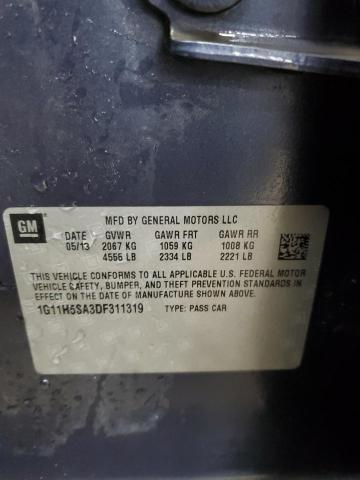 GM
MFD BY GENERAL MOTORS LLC
DATE GVWR GAWR FRT GAWR RR
05/13 2067 KG 1059 KG 1008 KG
4556 LB 2334 LB 2221 LB
THIS VEHICLE CONFORMS TO ALL APPLICABLE U.S. FEDERAL MOTOR
VEHICLE SAFETY, BUMPER, AND THEFT PREVENTION STANDARDS
IN EFFECT ON THE DATE OF MANUFACTURE SHOWN ABOVE.
1G11H5SA3DF311319 TYPE: PASS CAR